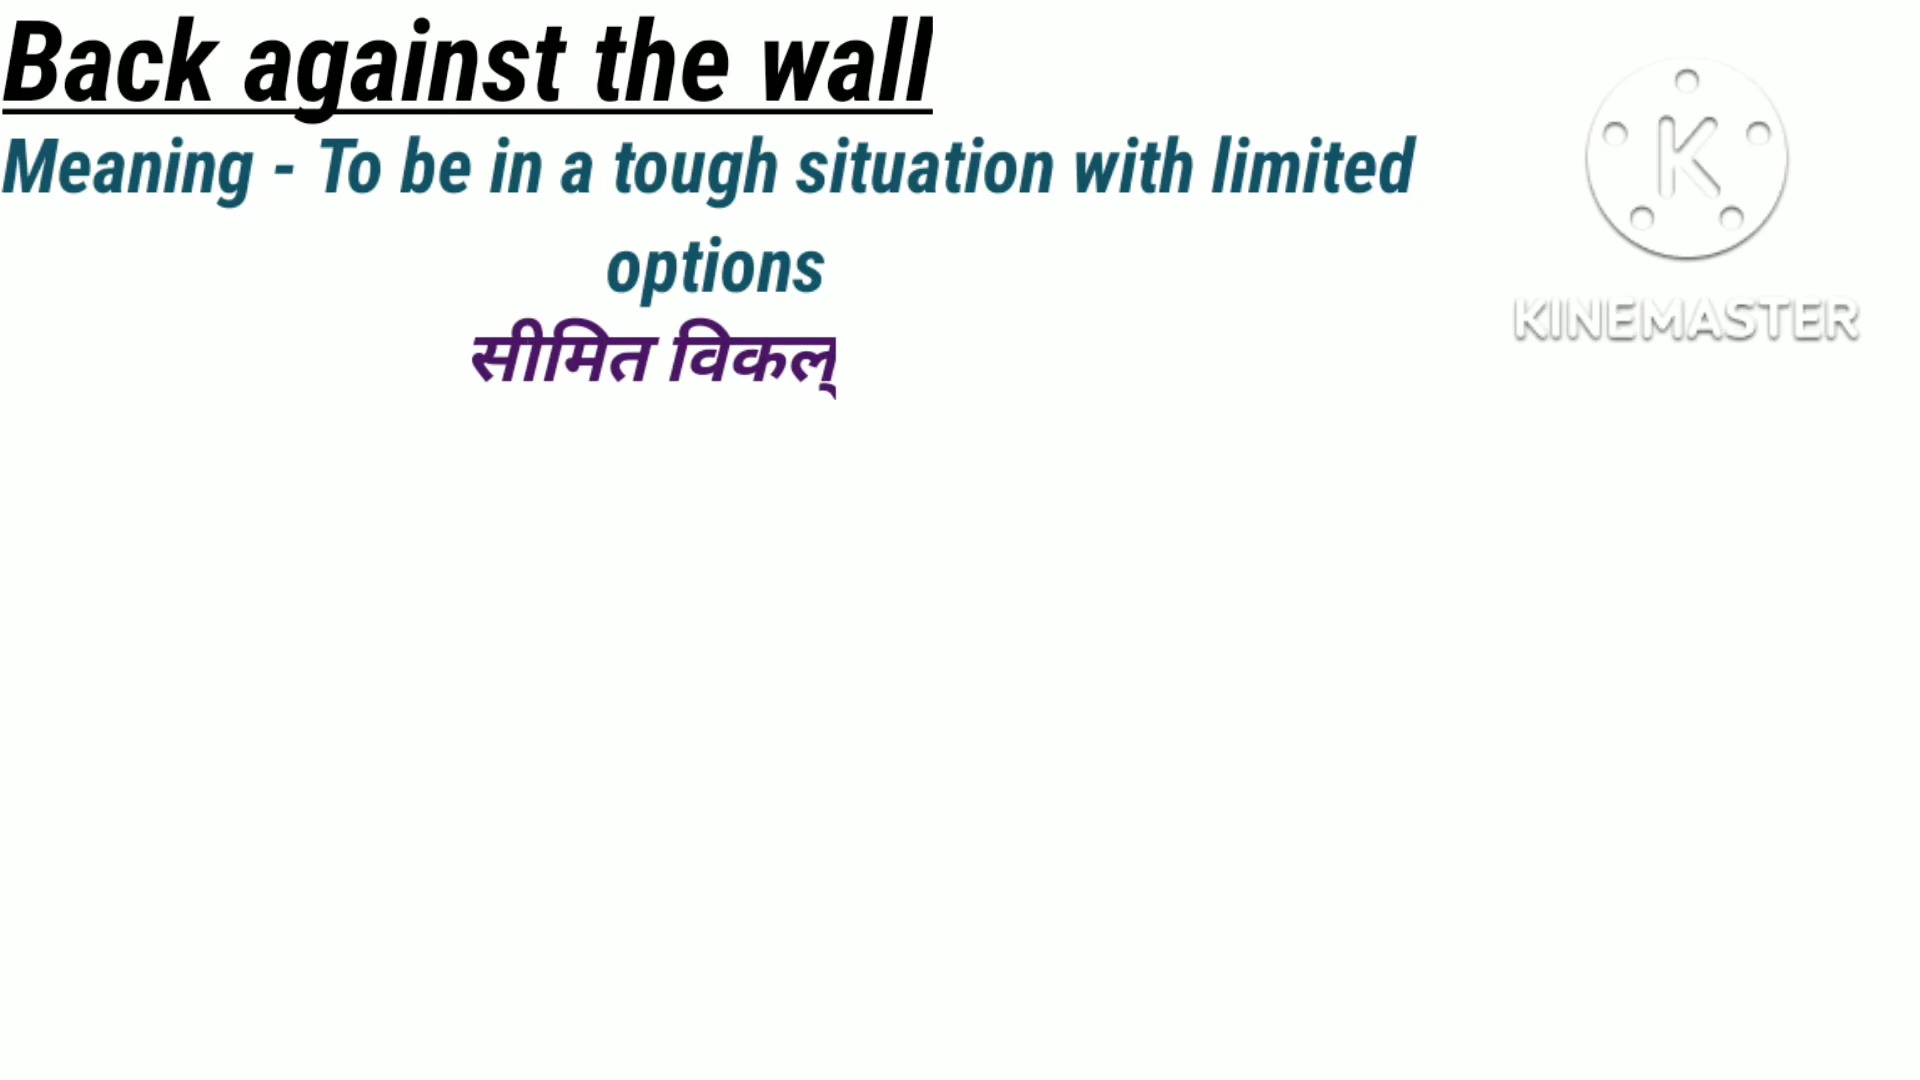 Back against the wall
Meaning - To be in a tough situation with limited
options
सीमित विकल्
K
KINEMASTER